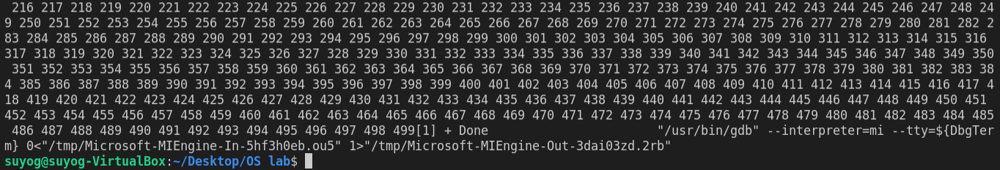 216 217 218 219 220 221 222 223 224 225 226 227 228 229 230 231 232 233 234 235 236 237 238 239 240 241 242 243 244 245 246 247 248 24
9 250 251 252 253 254 255 256 257 258 259 260 261 262 263 264 265 266 267 268 269 270 271 272 273 274 275 276 277 278 279 280 281 282 2
83 284 285 286 287 288 289 290 291 292 293 294 295 296 297 298 299 300 301 302 303 304 305 306 307 308 309 310 311 312 313 314 315 316
317 318 319 320 321 322 323 324 325 326 327 328 329 330 331 332 333 334 335 336 337 338 339 340 341 342 343 344 345 346 347 348 349 350
 351 352 353 354 355 356 357 358 359 360 361 362 363 364 365 366 367 368 369 370 371 372 373 374 375 376 377 378 379 380 381 382 383 38
4 385 386 387 388 389 390 391 392 393 394 395 396 397 398 399 400 401 402 403 404 405 406 407 408 409 410 411 412 413 414 415 416 417 4
18 419 420 421 422 423 424 425 426 427 428 429 430 431 432 433 434 435 436 437 438 439 440 441 442 443 444 445 446 447 448 449 450 451
452 453 454 455 456 457 458 459 460 461 462 463 464 465 466 467 468 469 470 471 472 473 474 475 476 477 478 479 480 481 482 483 484 485
 486 487 488 489 490 491 492 493 494 495 496 497 498 499[1] + Done                       "/usr/bin/gdb" --interpreter=mi --tty=${DbgTer
m} 0<"/tmp/Microsoft-MIEngine-In-5hf3h0eb.ou5" 1>"/tmp/Microsoft-MIEngine-Out-3dai03zd.2rb"
suyog@suyog-VirtualBox:~/Desktop/OS lab$